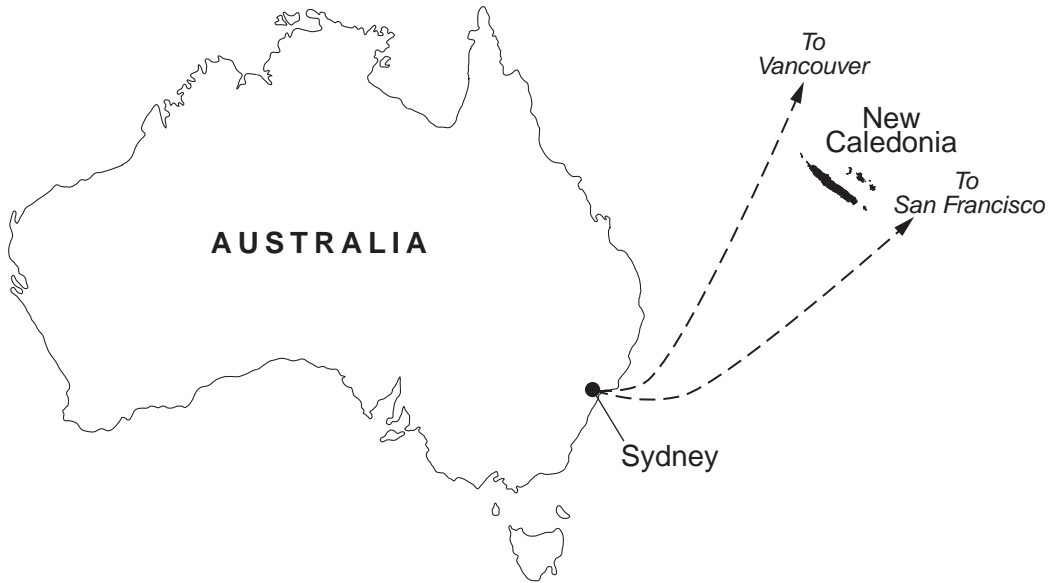 To
Vancouver
New
Caledonia
To
San Francisco
AUSTRALIA
Sydney